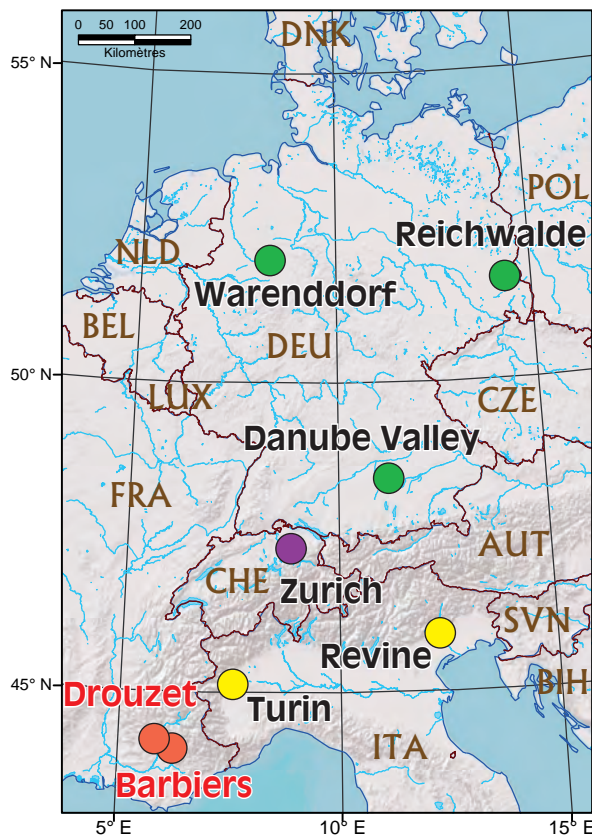 0 50 100 200
Kilomètres
DNK
55° N
POL
Reichwalde
NLD
Warenddorf
BEL
DEU
50° N
LUX
CZE
Danube Valley
FRA
AUT
CHE
Zurich
SVN
Revine
45° N
Drouzet
BIH
Turin
ITA
Barbiers
5° E 10° E 15° E